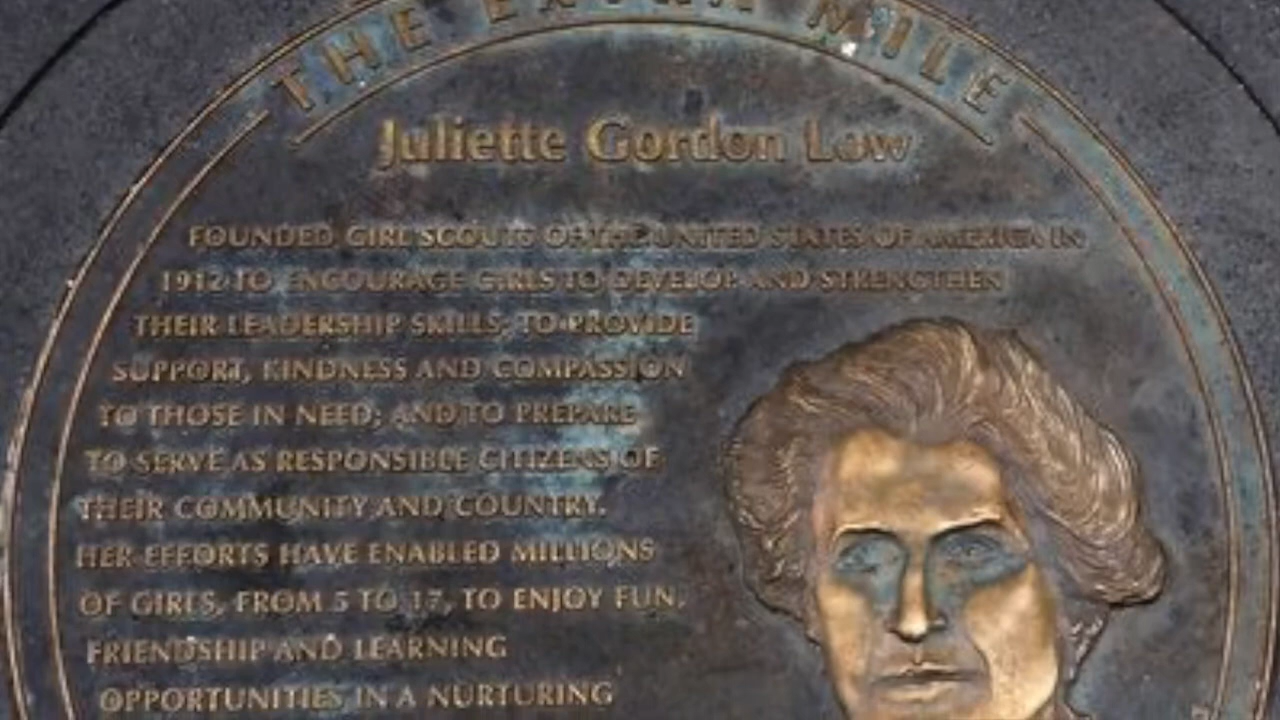 THE EXTRA MILE
Juliette Gordon Low
FOUNDED GIRL SCOUTS OF THE UNITED STATES OF AMERICA IN
1912 TO ENCOURAGE GIRLS TO DEVELOP AND STRENGTHEN
THEIR LEADERSHIP SKILLS; TO PROVIDE
SUPPORT, KINDNESS AND COMPASSION
TO THOSE IN NEED; AND TO PREPARE
TO SERVE AS RESPONSIBLE CITIZENS OF
THEIR COMMUNITY AND COUNTRY.
HER EFFORTS HAVE ENABLED MILLIONS
OF GIRLS, FROM 5 TO 17, TO ENJOY FUN,
FRIENDSHIP AND LEARNING
OPPORTUNITIES IN A NURTURING